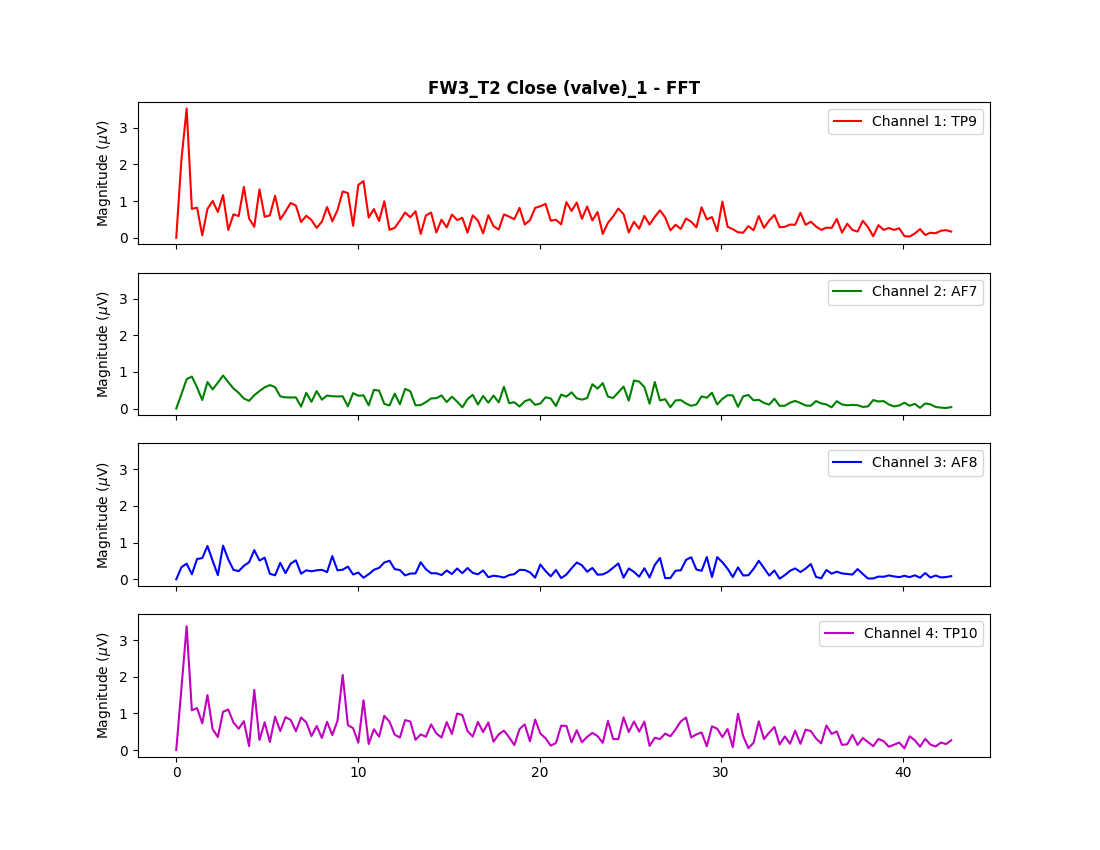 FW3_T2 Close (valve)_1 - FFT
Magnitude (μV)
3
2
1
0
Channel 1: TP9
Magnitude (μV)
3
2
1
0
Channel 2: AF7
Magnitude (μV)
3
2
1
0
Channel 3: AF8
Magnitude (μV)
3
2
1
0
Channel 4: TP10
0 10 20 30 40